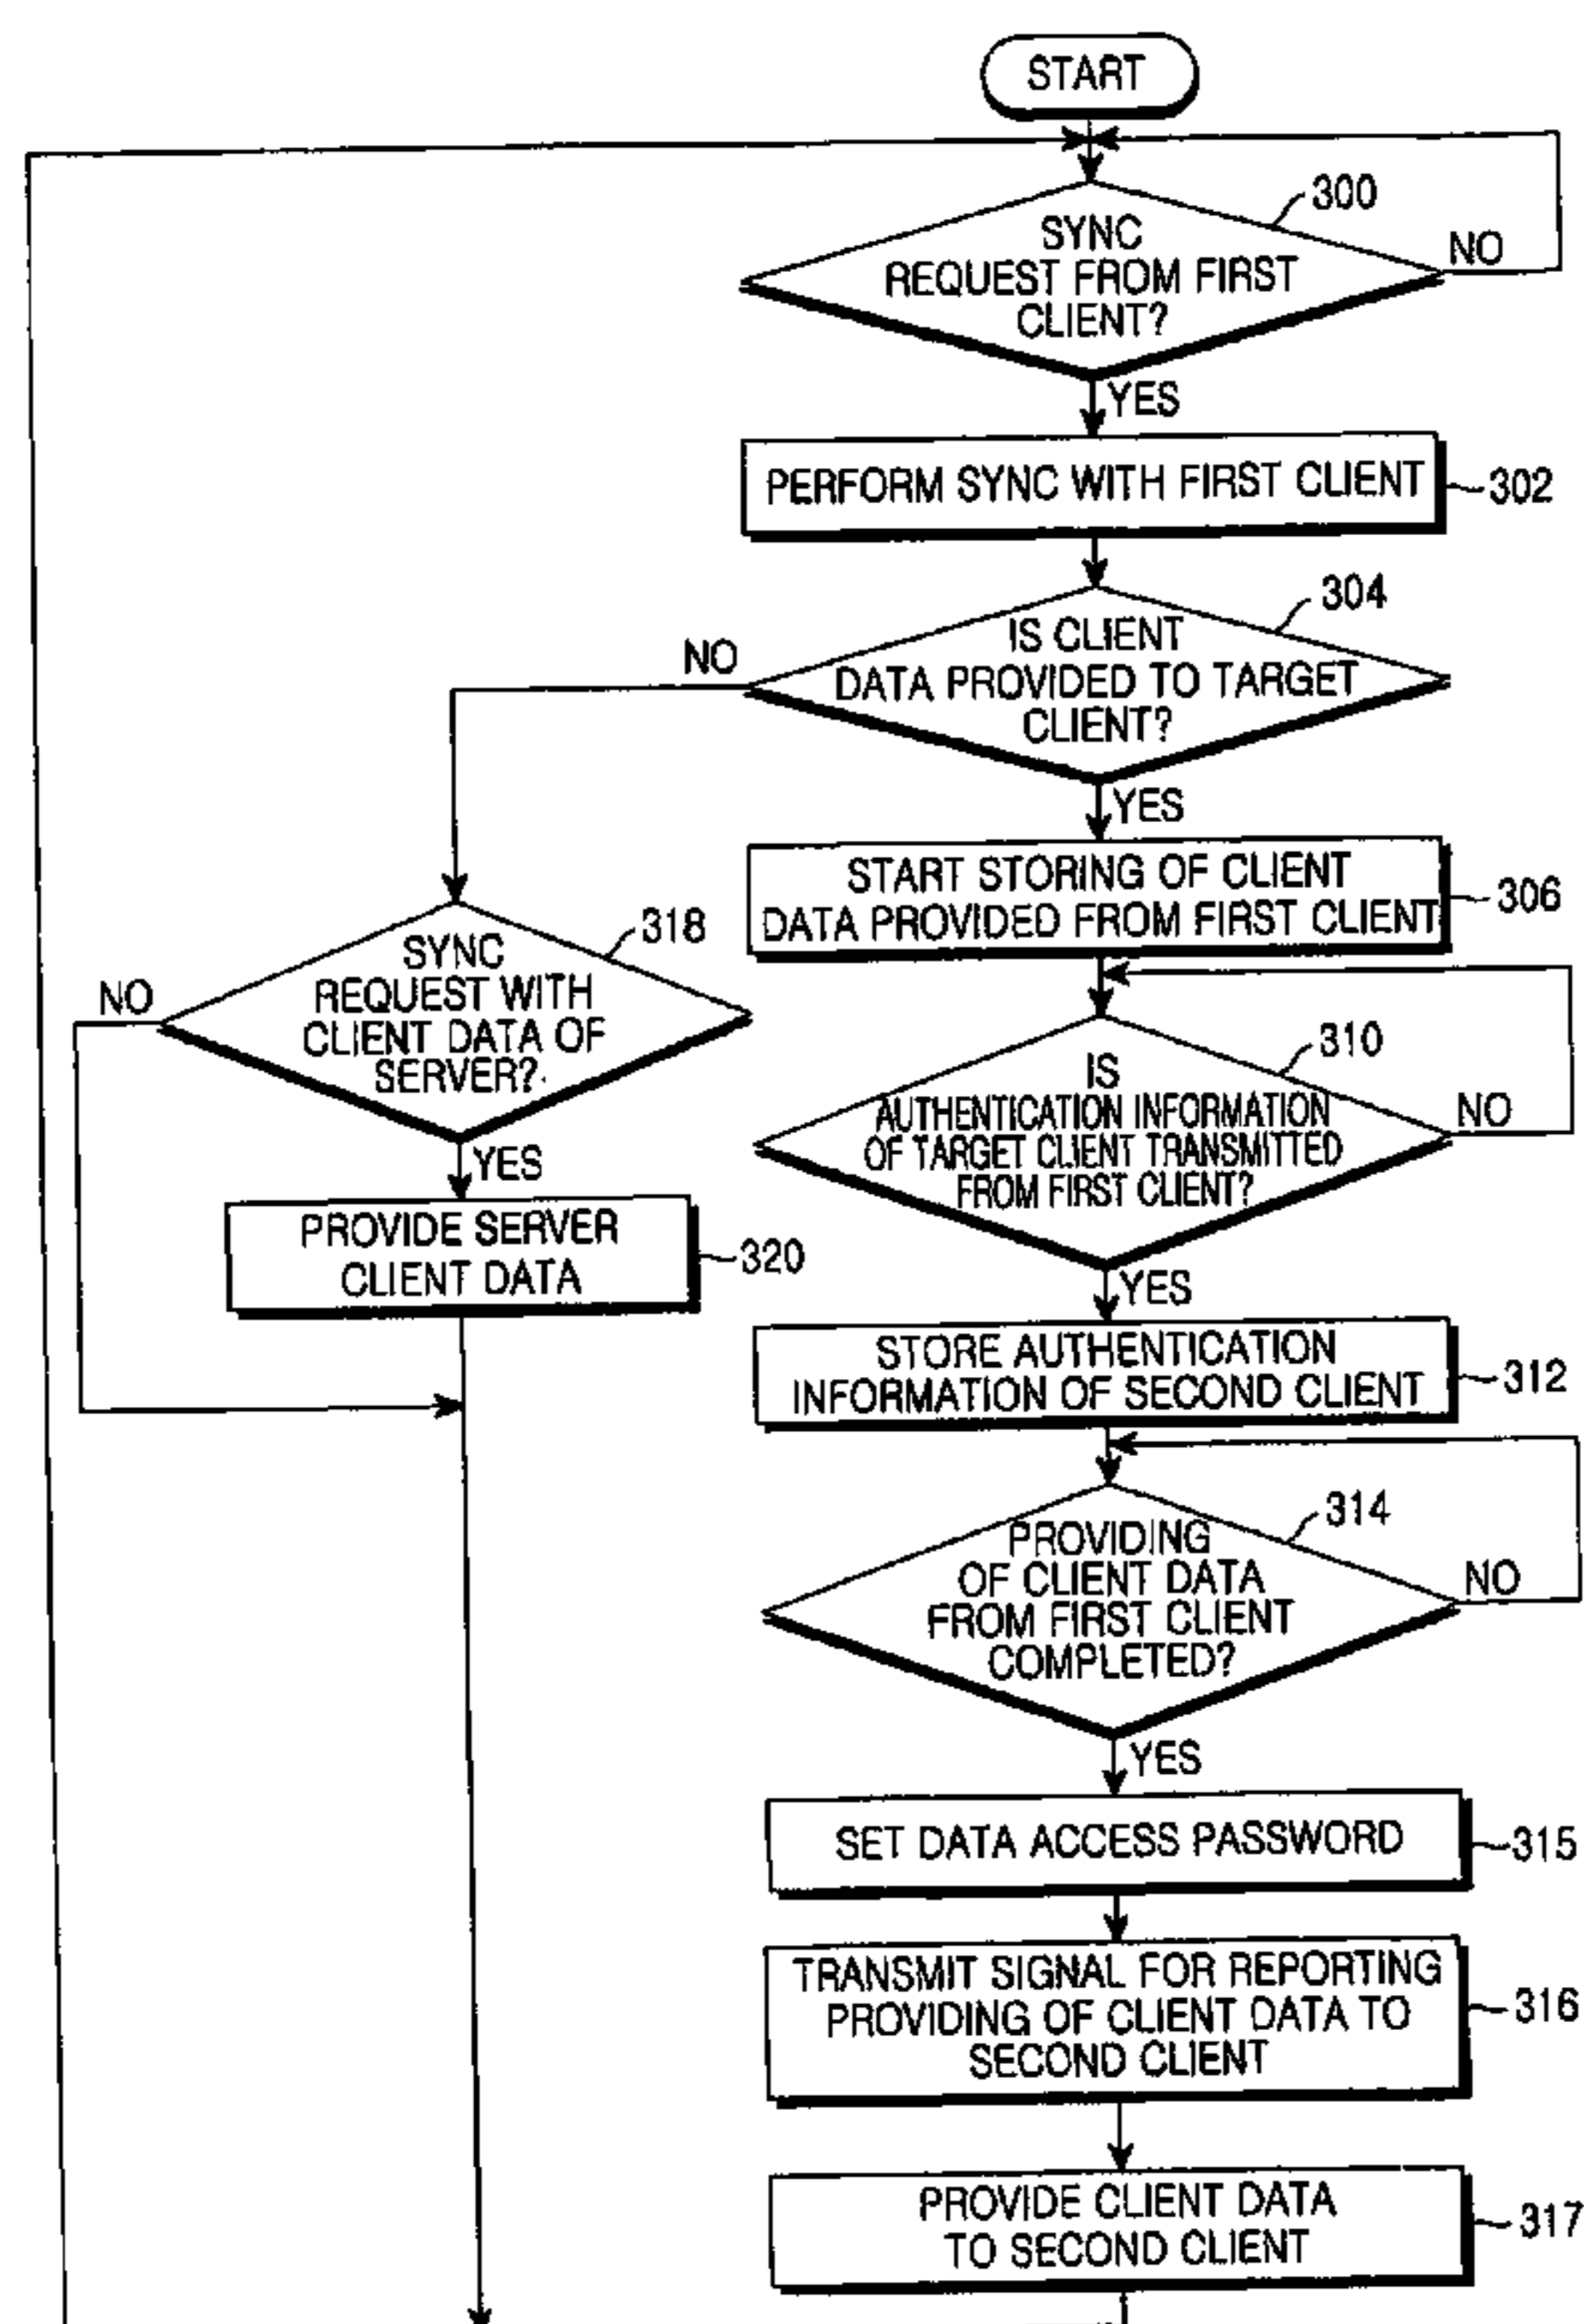 START
300
SYNC
REQUEST FROM FIRST
CLIENT?
NO
YES
PERFORM SYNC WITH FIRST CLIENT
302
304
IS CLIENT
DATA PROVIDED TO TARGET
CLIENT?
NO
YES
START STORING OF CLIENT
DATA PROVIDED FROM FIRST CLIENT
306
318
SYNC
REQUEST WITH
CLIENT DATA OF
SERVER?
NO
YES
PROVIDE SERVER
CLIENT DATA
320
310
IS
AUTHENTICATION INFORMATION
OF TARGET CLIENT TRANSMITTED
FROM FIRST CLIENT?
NO
YES
STORE AUTHENTICATION
INFORMATION OF SECOND CLIENT
312
314
PROVIDING
OF CLIENT DATA
FROM FIRST CLIENT
COMPLETED?
NO
YES
SET DATA ACCESS PASSWORD
315
TRANSMIT SIGNAL FOR REPORTING
PROVIDING OF CLIENT DATA TO
SECOND CLIENT
316
PROVIDE CLIENT DATA
TO SECOND CLIENT
317